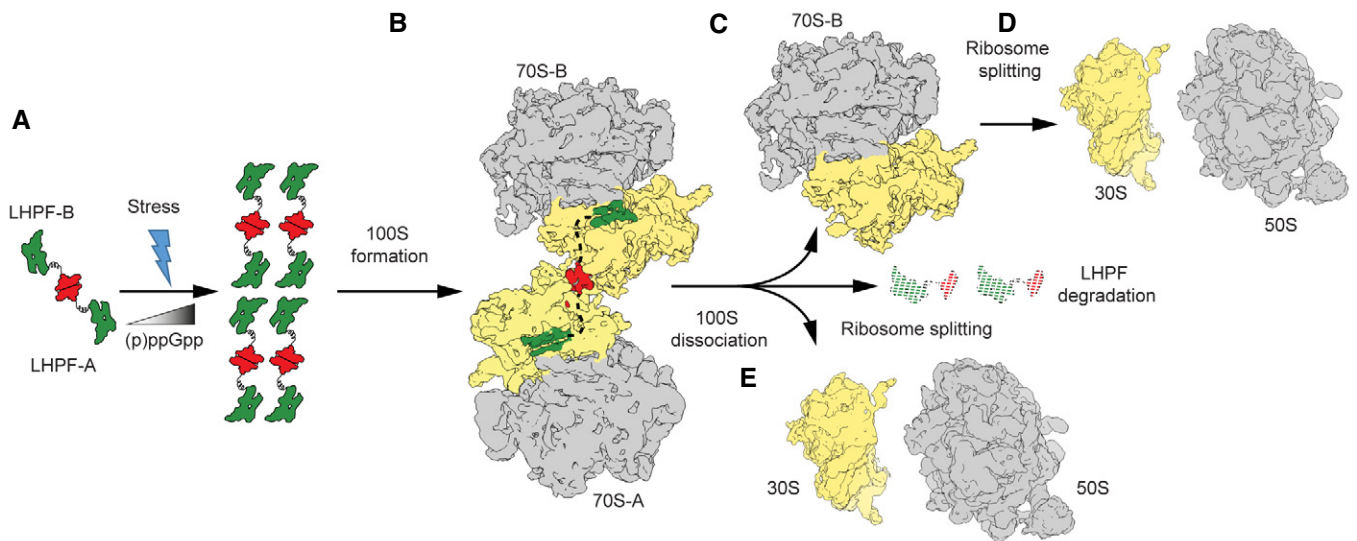 A
LHPF-B
LHPF-A
Stress
(p)ppGpp
100S
formation
B
70S-B
70S-A
100S
dissociation
C
70S-B
Ribosome
splitting
D
30S
50S
LHPF
degradation
Ribosome splitting
E
30S
50S